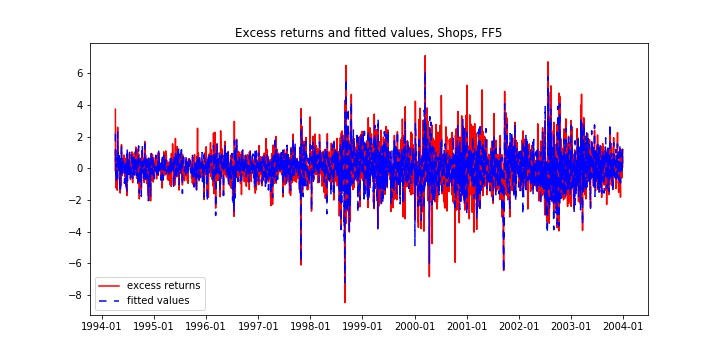 Excess returns and fitted values, Shops, FF5
6
4
2
0
−2
−4
−6
−8
excess returns
fitted values
1994-01 1995-01 1996-01 1997-01 1998-01 1999-01 2000-01 2001-01 2002-01 2003-01 2004-01